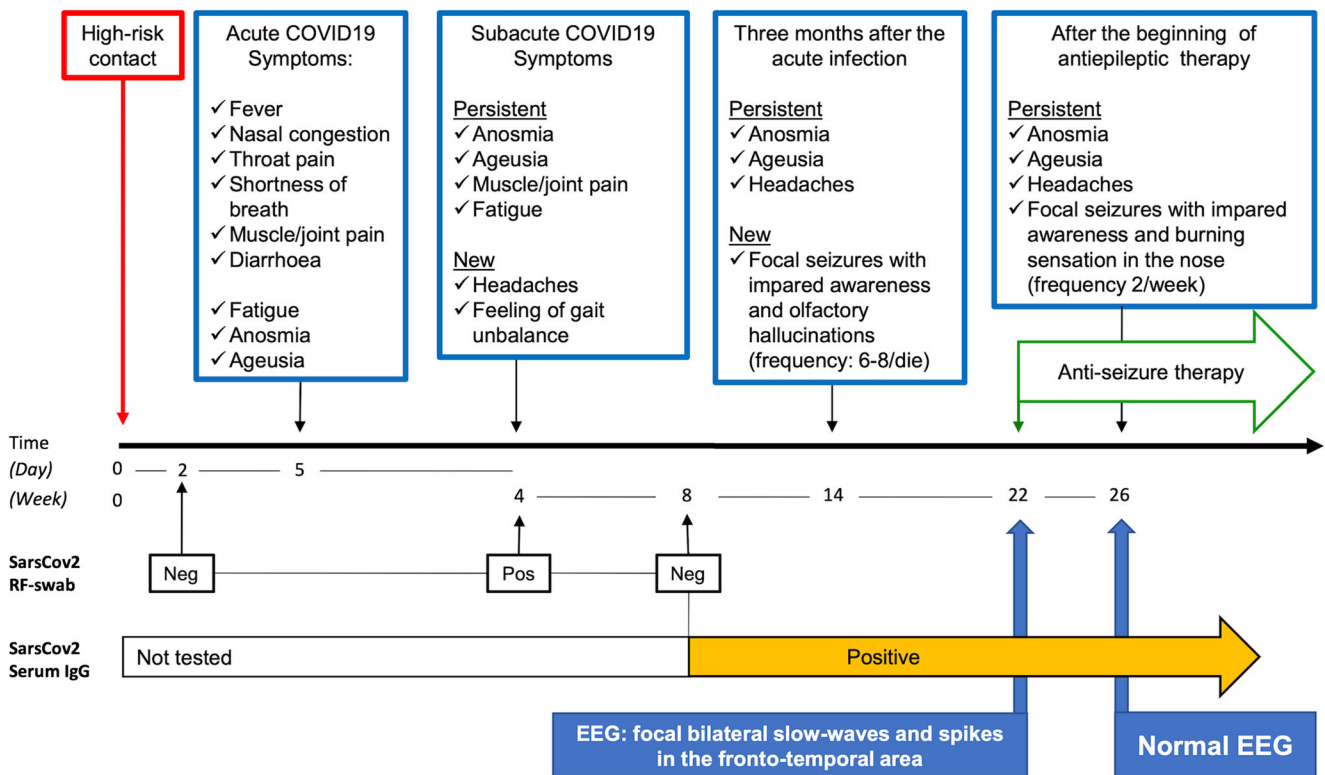 High-risk
contact
Acute COVID19
Symptoms:
✓ Fever
✓ Nasal congestion
✓ Throat pain
✓ Shortness of
breath
✓ Muscle/joint pain
✓ Diarrhoea
✓ Fatigue
✓ Anosmia
✓ Ageusia
Subacute COVID19
Symptoms
Persistent
✓ Anosmia
✓ Ageusia
✓ Muscle/joint pain
✓ Fatigue
New
✓ Headaches
✓ Feeling of gait
unbalance
Three months after the
acute infection
Persistent
✓ Anosmia
✓ Ageusia
✓ Headaches
New
✓ Focal seizures with
impared awareness
and olfactory
hallucinations
(frequency: 6-8/die)
After the beginning of
antiepileptic therapy
Persistent
✓ Anosmia
✓ Ageusia
✓ Headaches
✓ Focal seizures with impared
awareness and burning
sensation in the nose
(frequency 2/week)
Anti-seizure therapy
Time
(Day) 0 2 5
(Week) 0 4 8 14 22 26
SarsCov2
RF-swab
Neg Pos Neg
SarsCov2
Serum IgG
Not tested Positive
EEG: focal bilateral slow-waves and spikes
in the fronto-temporal area
Normal EEG